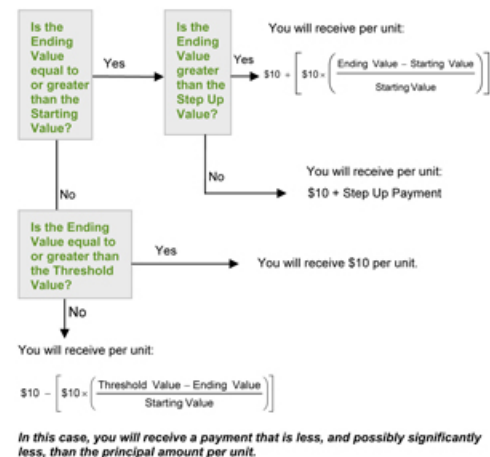 Is the
Ending
Value
equal to
or greater
than the
Starting
Value?
Yes
Is the
Ending
Value
greater
than the
Step Up
Value?
Yes
You will receive per unit:
$10 + [ $10 × ( Ending Value – Starting Value
Starting Value ) ]
No
You will receive per unit:
$10 + Step Up Payment
No
Is the Ending
Value equal to
or greater than
the Threshold
Value?
Yes
You will receive $10 per unit.
No
You will receive per unit:
$10 – [ $10 × ( Threshold Value – Ending Value
Starting Value ) ]
In this case, you will receive a payment that is less, and possibly significantly
less, than the principal amount per unit.